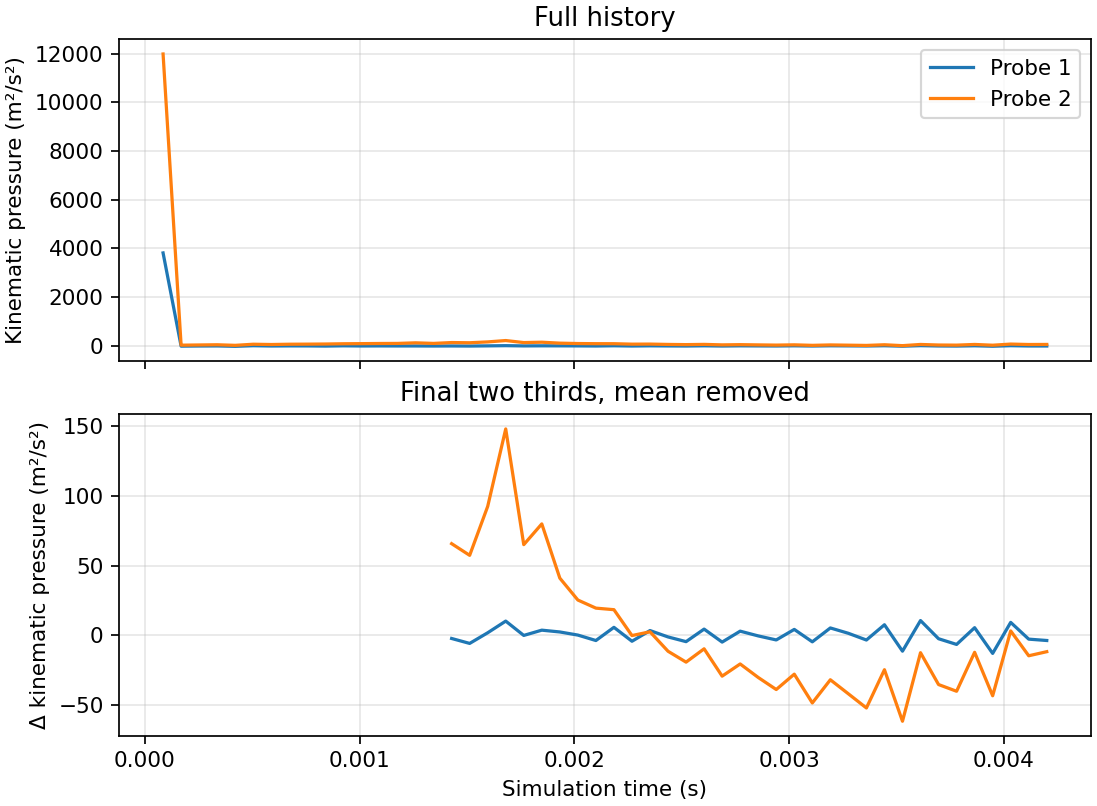 Full history
Kinematic pressure (m²/s²)
12000
10000
8000
6000
4000
2000
0
Probe 1
Probe 2
Final two thirds, mean removed
Δ kinematic pressure (m²/s²)
150
100
50
0
−50
0.000 0.001 0.002 0.003 0.004
Simulation time (s)